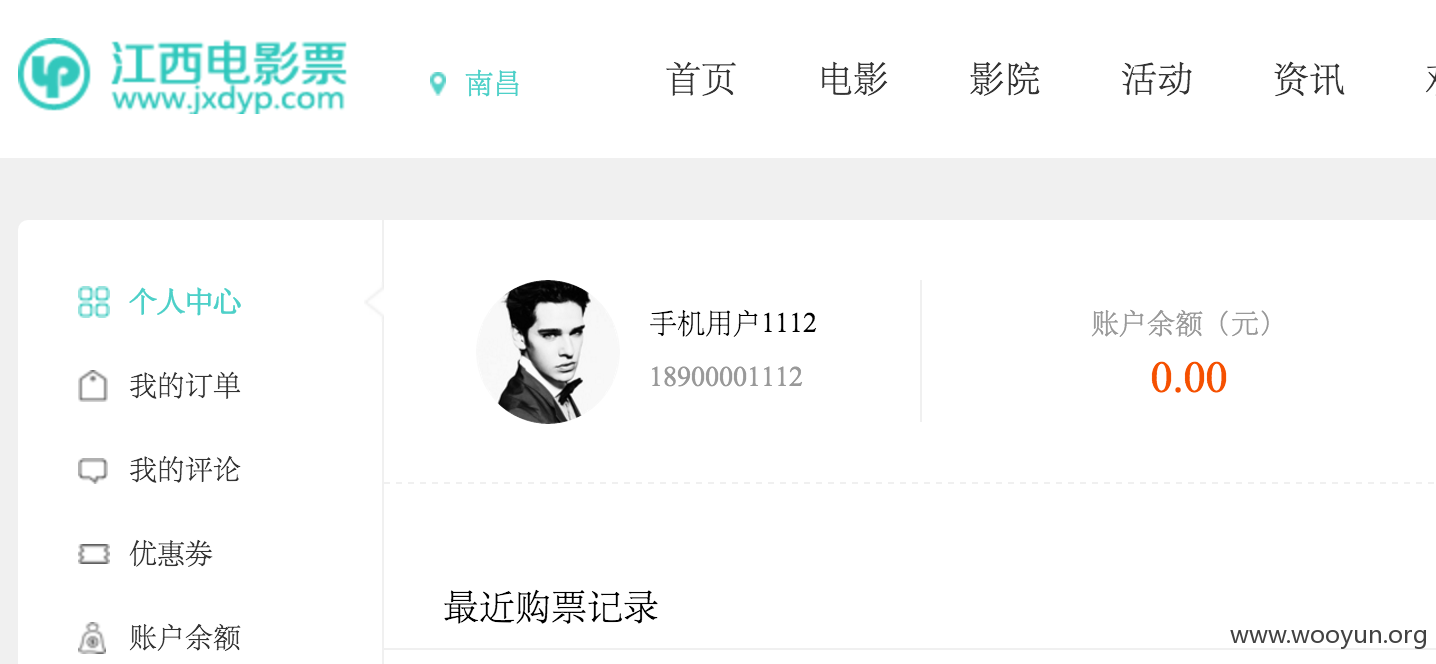 江西电影票
www.jxdyp.com
南昌
首页 电影 影院 活动 资讯
个人中心
我的订单
我的评论
优惠券
账户余额
手机用户1112
18900001112
账户余额（元）
0.00
最近购票记录
www.wooyun.org